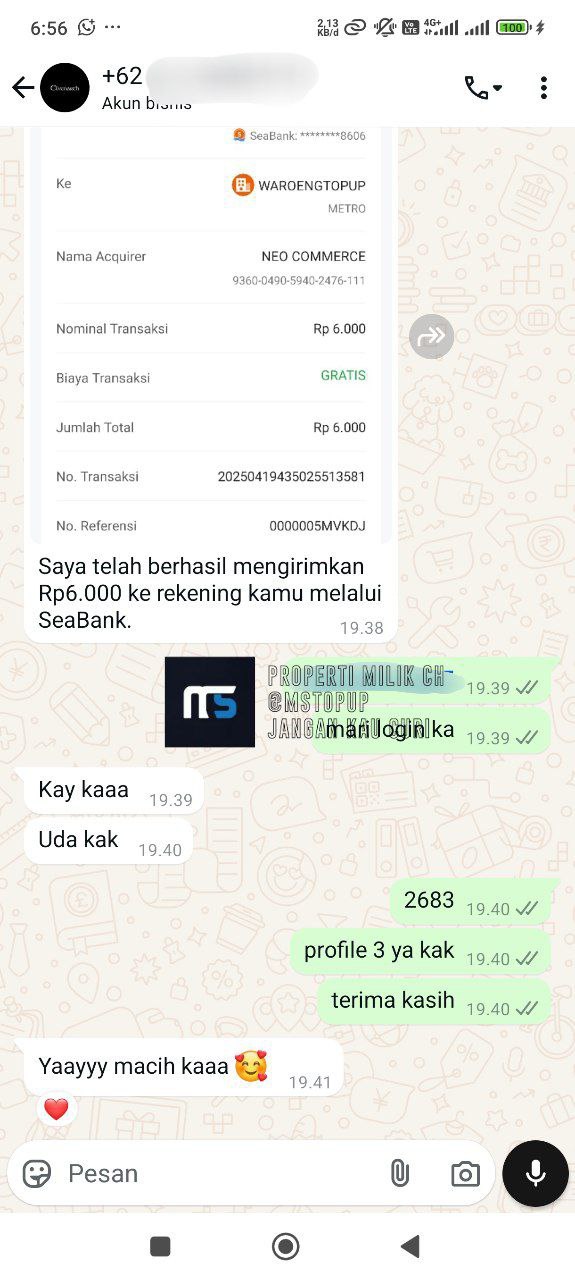 6:56
2,13
KB/d
Vo
LTE
4G+
100
+62
Akun bisnis
SeaBank: ********8606
Ke
WAROENGTOPUP
METRO
Nama Acquirer
NEO COMMERCE
9360-0490-5940-2476-111
Nominal Transaksi
Rp 6.000
Biaya Transaksi
GRATIS
Jumlah Total
Rp 6.000
No. Transaksi
20250419435025513581
No. Referensi
0000005MVKDJ
Saya telah berhasil mengirimkan
Rp6.000 ke rekening kamu melalui
SeaBank.
19.38
MS
PROPERTI MILIK CH
@MSTOPUP
JANGAN KAU CURI
19.39
mari login ka
19.39
Kay kaaa
19.39
Uda kak
19.40
2683
19.40
profile 3 ya kak
19.40
terima kasih
19.40
Yaayyy macih kaaa
19.41
Pesan